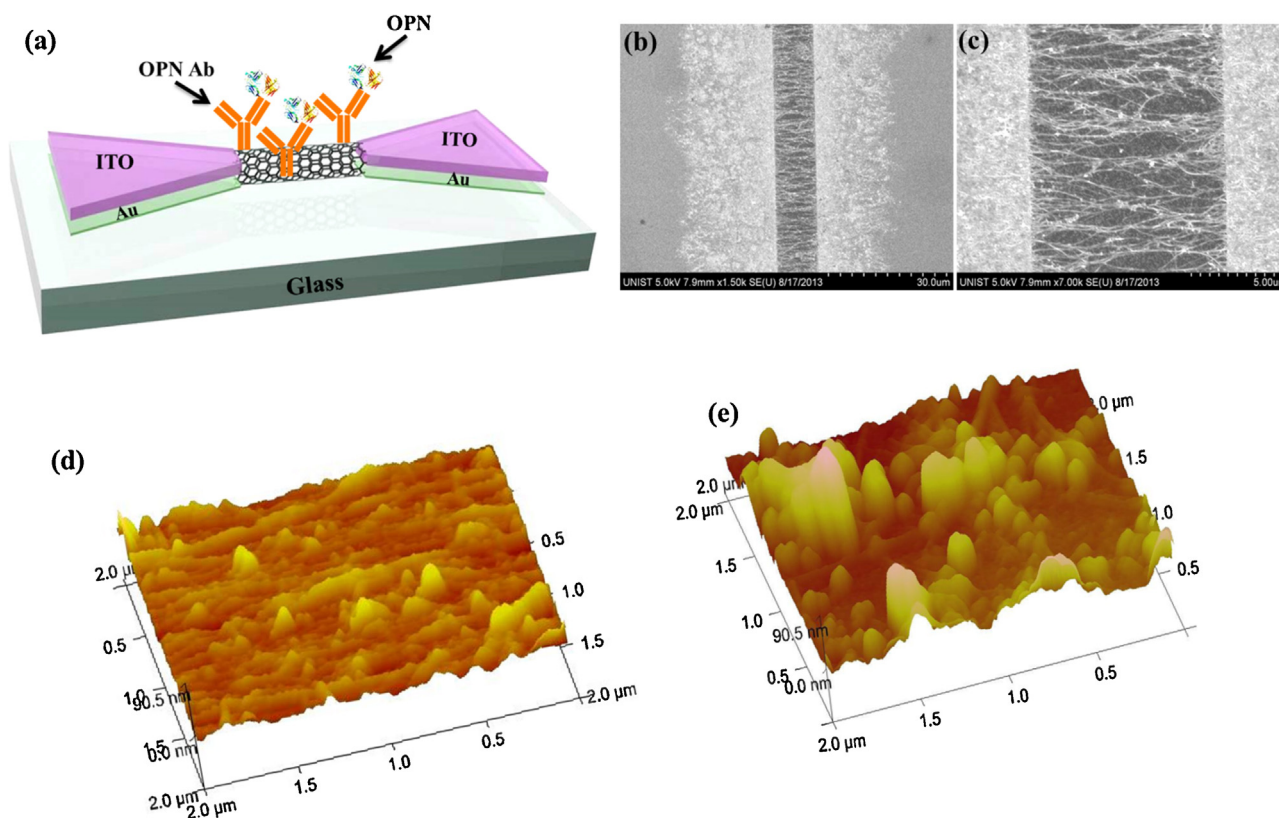 (a)
OPN
OPN Ab
ITO
ITO
Au
Au
Glass
(b)
UNIST 5.0kV 7.9mm x1.50k SE(U) 8/17/2013
30.0um
(c)
UNIST 5.0kV 7.9mm x7.00k SE(U) 8/17/2013
5.00u
(d)
2.0 µm
0.5
1.0
90.5 nm
1.5
0.0 nm
2.0 µm
2.0 µm
1.5
1.0
0.5
2.0 µm
1.5
1.0
0.5
(e)
2.0 µm
2.0 µm
1.5
1.0
90.5 nm
0.5
0.0 nm
2.0 µm
1.5
1.0
0.5
0.5
1.0
1.5
.0 µm